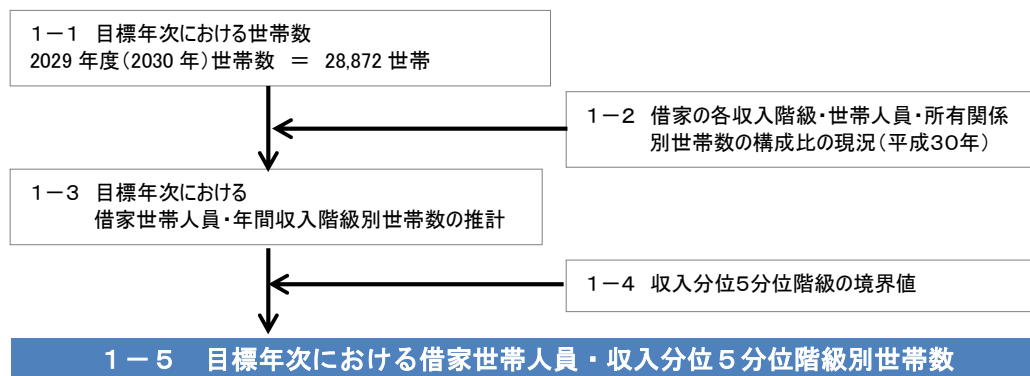 1－1 目標年次における世帯数
2029 年度（2030 年）世帯数 ＝ 28,872 世帯
1－2 借家の各収入階級・世帯人員・所有関係
別世帯数の構成比の現況（平成３０年）
1－3 目標年次における
借家世帯人員・年間収入階級別世帯数の推計
1－4 収入分位5分位階級の境界値
1－5 目標年次における借家世帯人員・収入分位５分位階級別世帯数